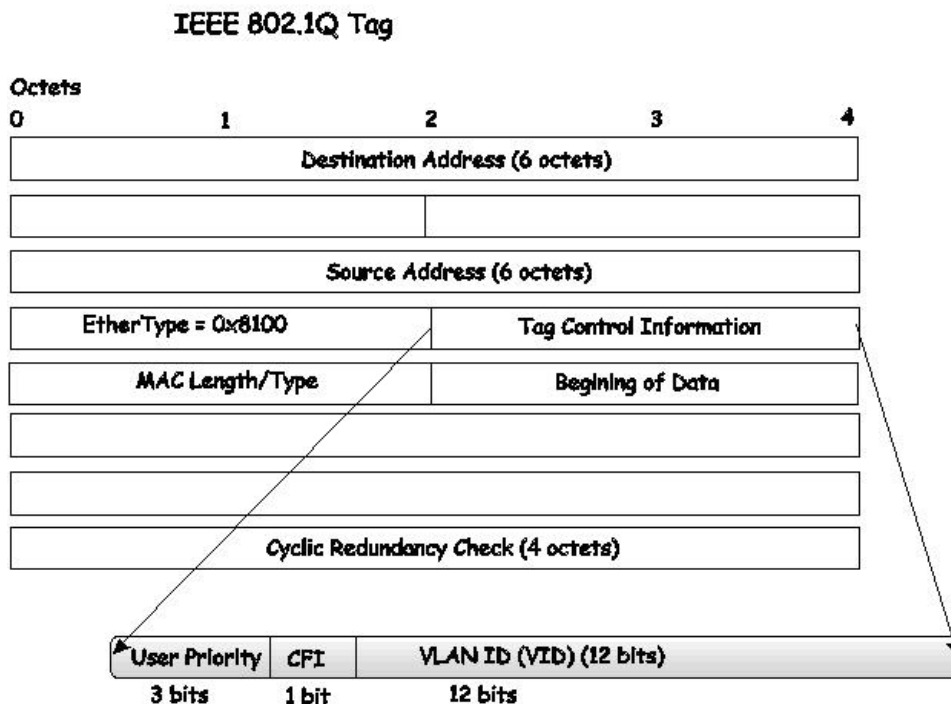 IEEE 802.1Q Tag
Octets
0 1 2 3 4
Destination Address (6 octets)
Source Address (6 octets)
EtherType = 0x8100 Tag Control Information
MAC Length/Type Begining of Data
Cyclic Redundancy Check (4 octets)
User Priority CFI VLAN ID (VID) (12 bits)
3 bits 1 bit 12 bits